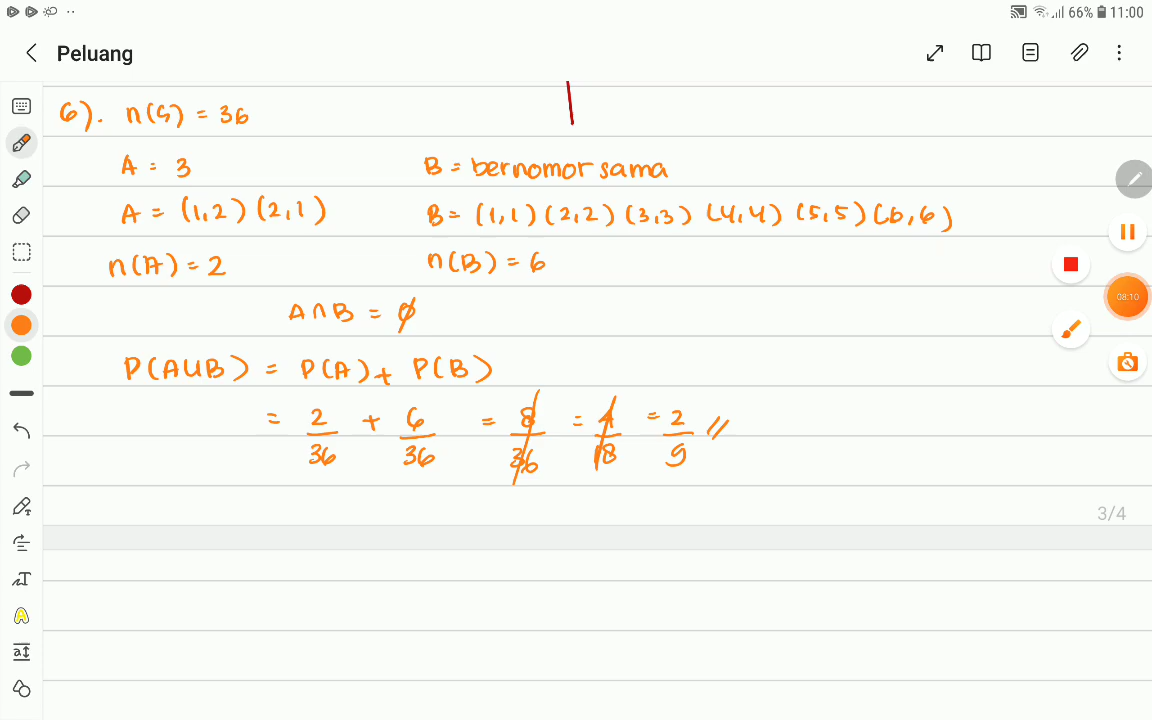 66% 11:00
Peluang
6). n(S) = 36
A = 3 B = bernomor sama
A = (1,2) (2,1) B = (1,1) (2,2) (3,3) (4,4) (5,5) (6,6)
n(A) = 2 n(B) = 6
A∩B = ∅
P(A∪B) = P(A) + P(B)
= 2/36 + 6/36 = 8/36 = 4/18 = 2/9 //
3/4
08:10